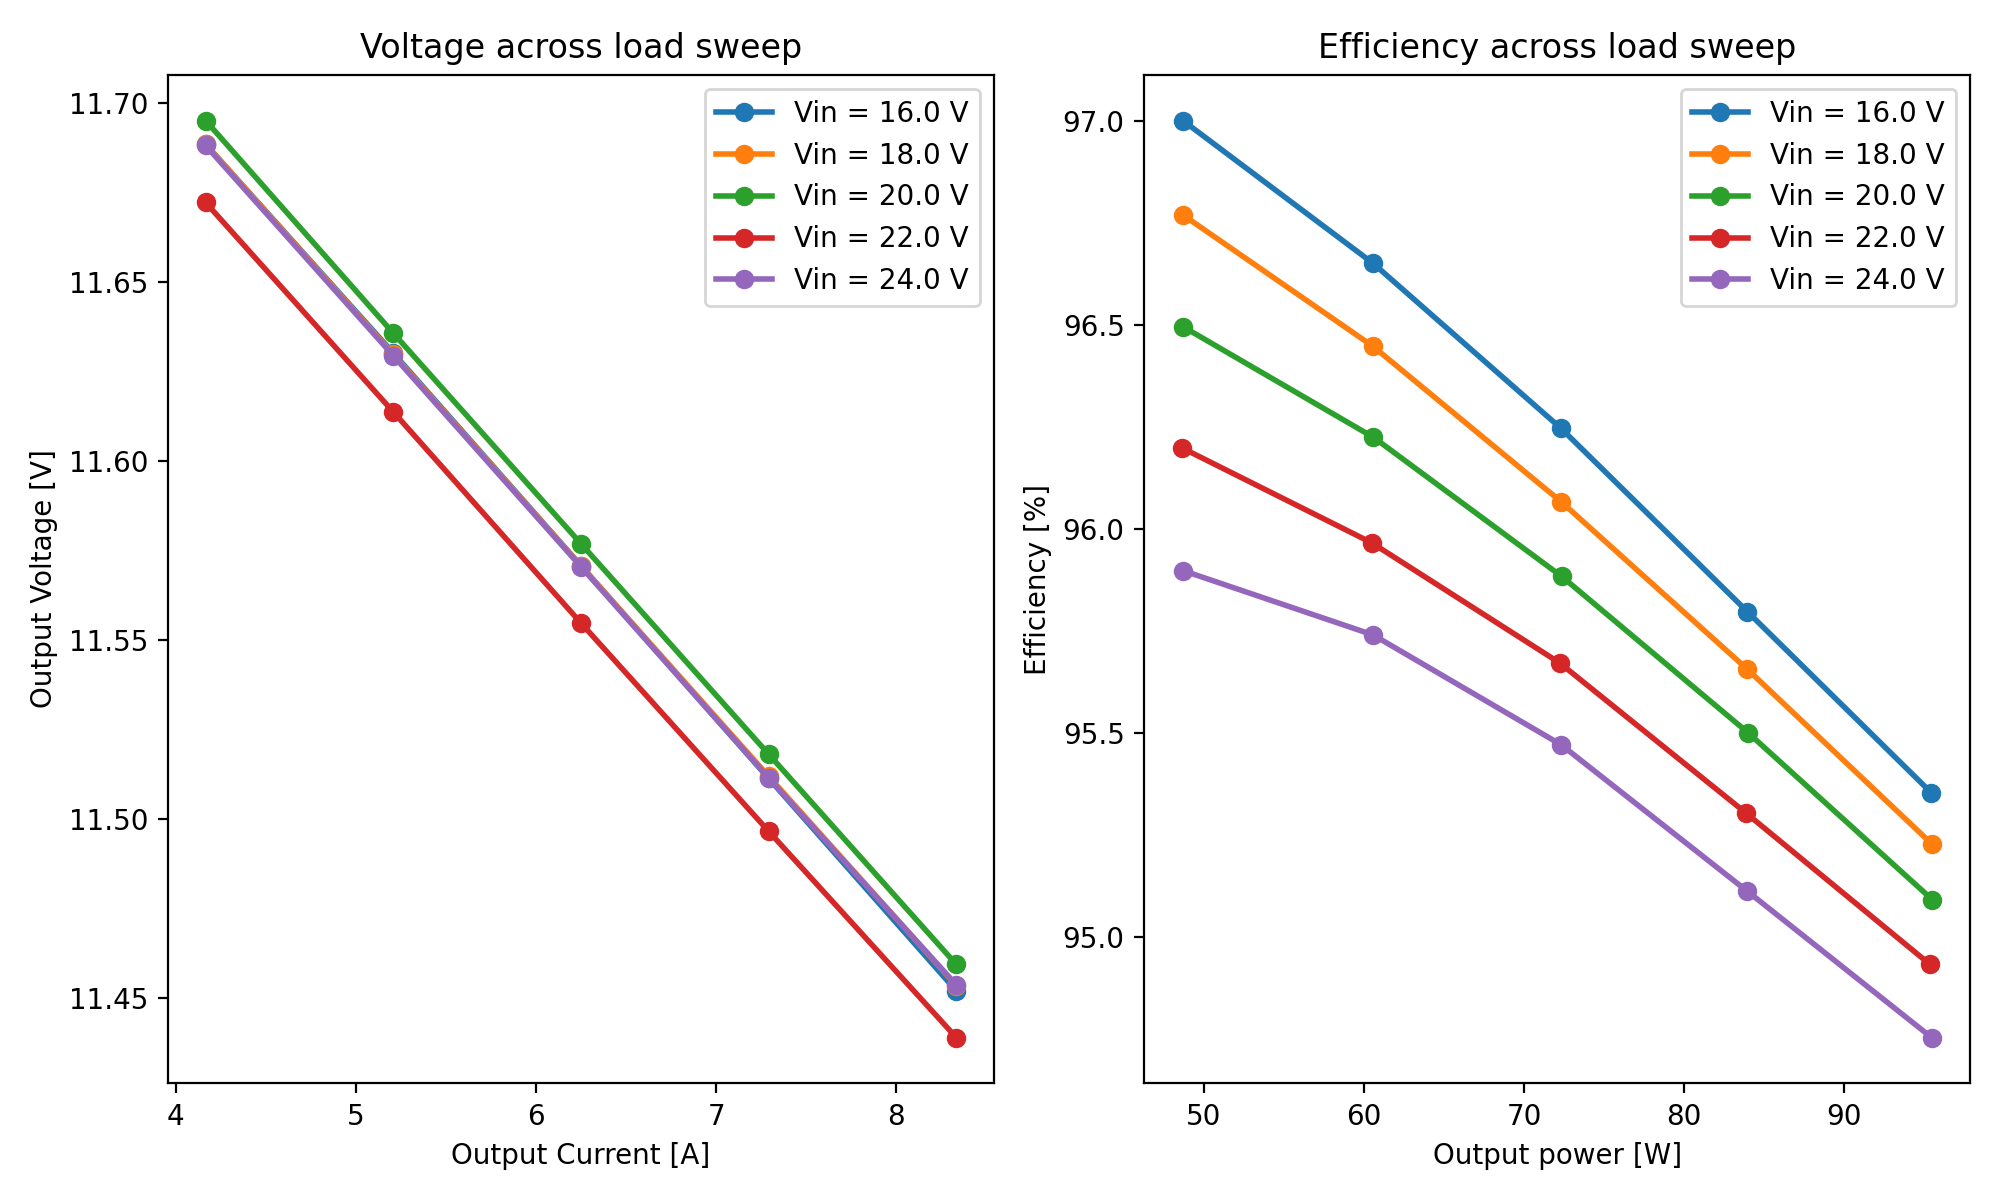 Voltage across load sweep
11.70
11.65
11.60
11.55
11.50
11.45
Output Voltage [V]
4
5
6
7
8
Output Current [A]
Vin = 16.0 V
Vin = 18.0 V
Vin = 20.0 V
Vin = 22.0 V
Vin = 24.0 V
Efficiency across load sweep
97.0
96.5
96.0
95.5
95.0
Efficiency [%]
50
60
70
80
90
Output power [W]
Vin = 16.0 V
Vin = 18.0 V
Vin = 20.0 V
Vin = 22.0 V
Vin = 24.0 V